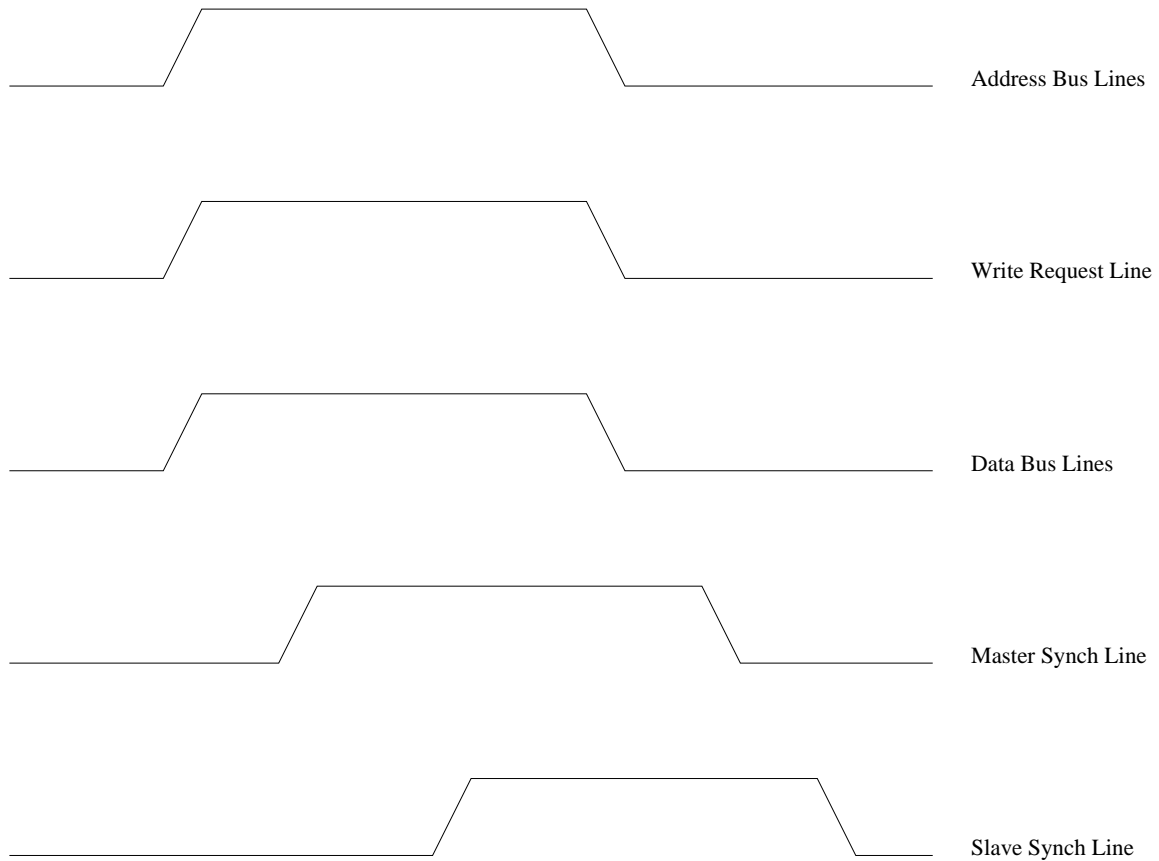 Address Bus Lines
Write Request Line
Data Bus Lines
Master Synch Line
Slave Synch Line